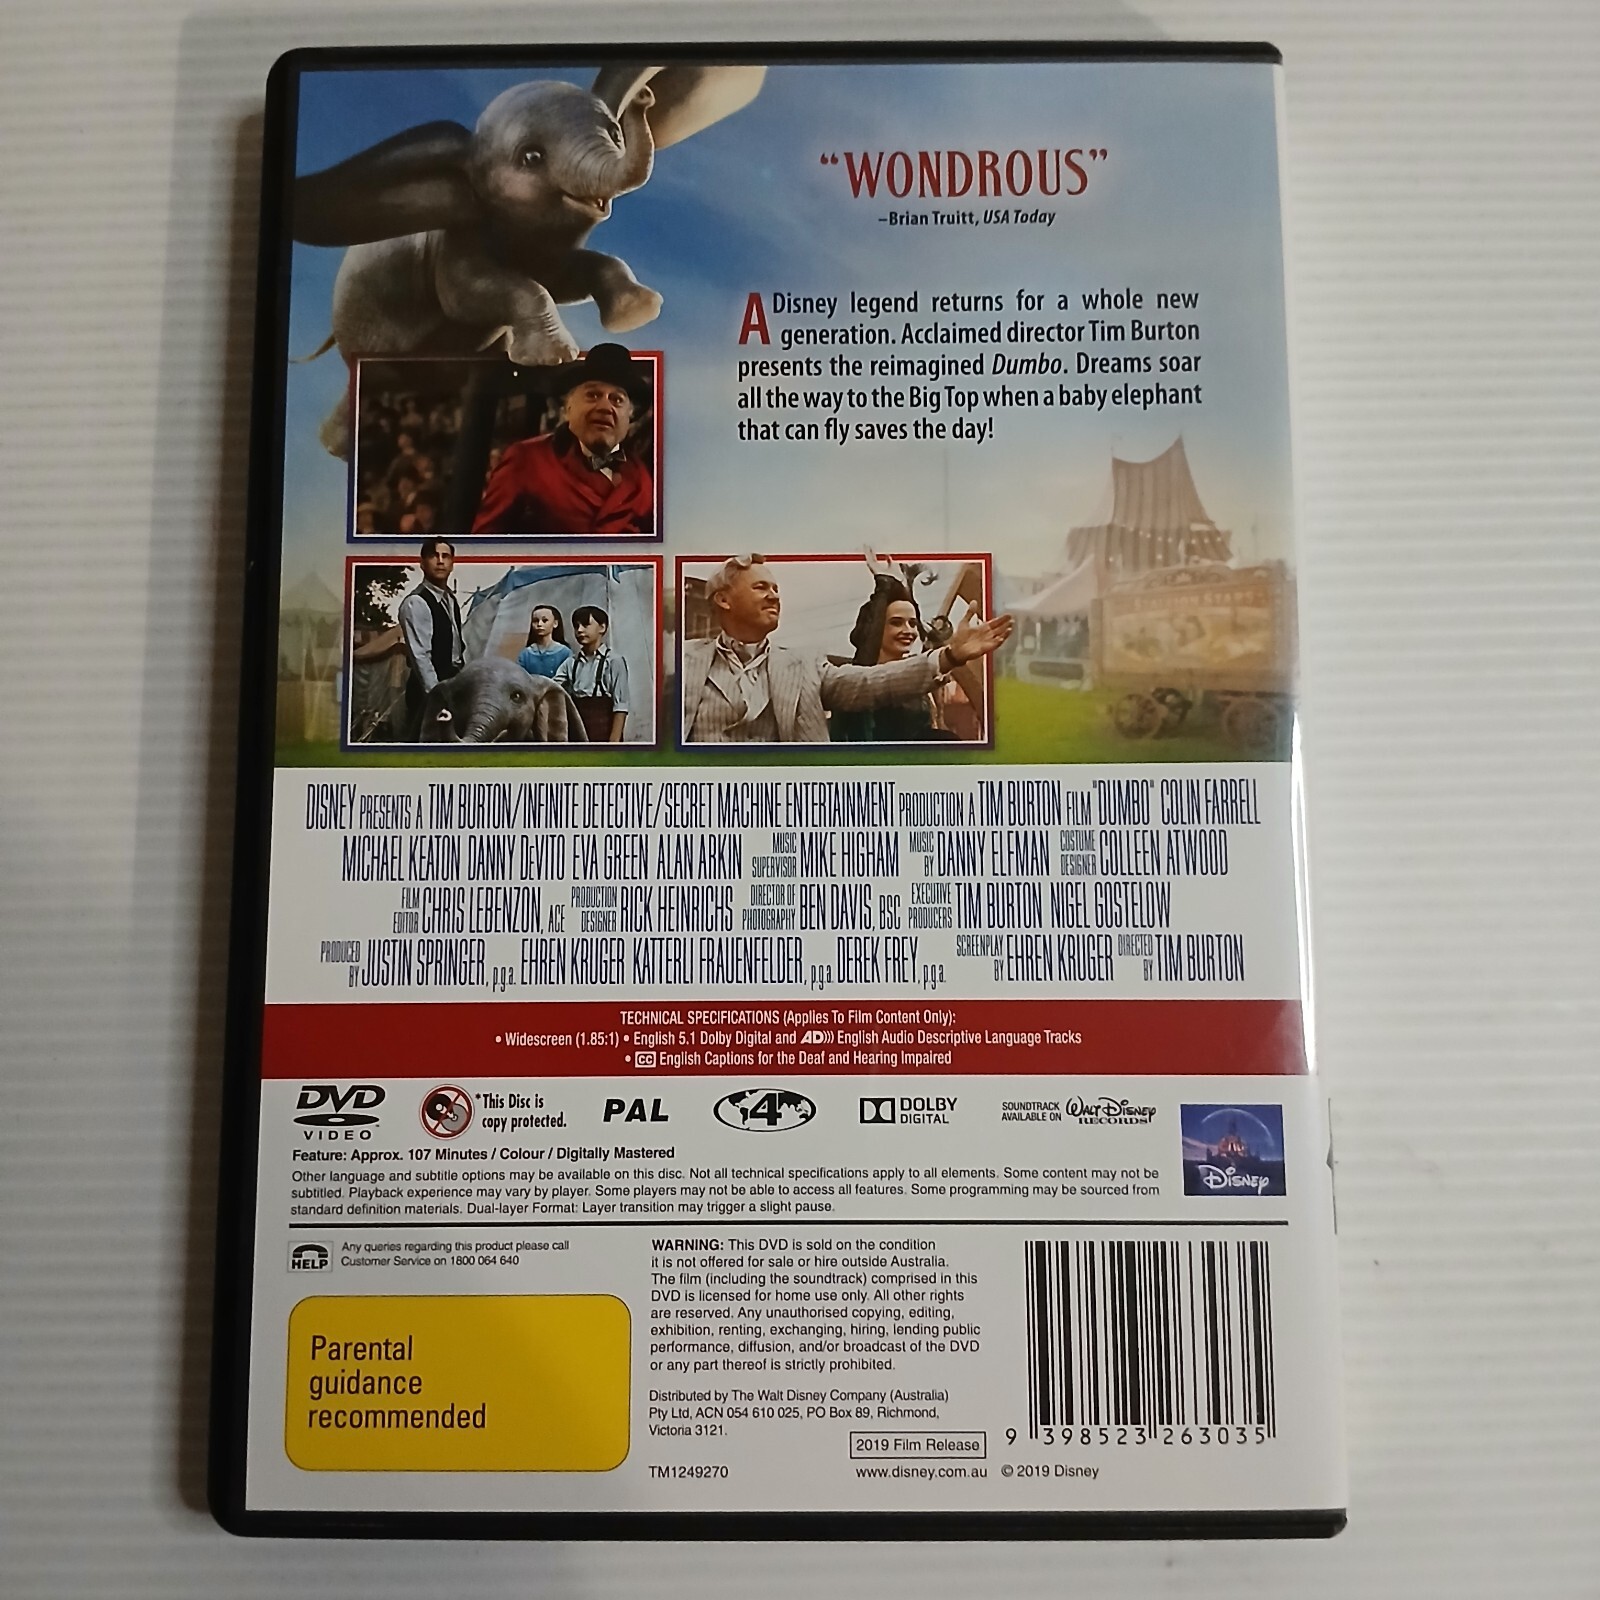 “WONDROUS”
–Brian Truitt, USA Today
A Disney legend returns for a whole new
generation. Acclaimed director Tim Burton
presents the reimagined Dumbo. Dreams soar
all the way to the Big Top when a baby elephant
that can fly saves the day!
DISNEY PRESENTS A TIM BURTON/INFINITE DETECTIVE/SECRET MACHINE ENTERTAINMENT PRODUCTION A TIM BURTON FILM "DUMBO" COLIN FARRELL
MICHAEL KEATON DANNY DeVITO EVA GREEN ALAN ARKIN MUSIC SUPERVISOR MIKE HIGHAM MUSIC BY DANNY ELFMAN COSTUME DESIGNER COLLEEN ATWOOD
FILM EDITOR CHRIS LEBENZON, ACE PRODUCTION DESIGNER RICK HEINRICHS DIRECTOR OF PHOTOGRAPHY BEN DAVIS, BSC EXECUTIVE PRODUCERS TIM BURTON NIGEL GOSTELOW
PRODUCED BY JUSTIN SPRINGER, p.g.a. EHREN KRUGER KATTERLI FRAUENFELDER, p.g.a. DEREK FREY, p.g.a. SCREENPLAY BY EHREN KRUGER DIRECTED BY TIM BURTON
TECHNICAL SPECIFICATIONS (Applies To Film Content Only):
• Widescreen (1.85:1) • English 5.1 Dolby Digital and AD))) English Audio Descriptive Language Tracks
• CC English Captions for the Deaf and Hearing Impaired
DVD VIDEO
*This Disc is
copy protected.
PAL
4
DOLBY
DIGITAL
SOUNDTRACK
AVAILABLE ON
WALT DISNEY
RECORDS
Disney
Feature: Approx. 107 Minutes / Colour / Digitally Mastered
Other language and subtitle options may be available on this disc. Not all technical specifications apply to all elements. Some content may not be
subtitled. Playback experience may vary by player. Some players may not be able to access all features. Some programming may be sourced from
standard definition materials. Dual-layer Format: Layer transition may trigger a slight pause.
HELP
Any queries regarding this product please call
Customer Service on 1800 064 640
Parental
guidance
recommended
WARNING: This DVD is sold on the condition
it is not offered for sale or hire outside Australia.
The film (including the soundtrack) comprised in this
DVD is licensed for home use only. All other rights
are reserved. Any unauthorised copying, editing,
exhibition, renting, exchanging, hiring, lending public
performance, diffusion, and/or broadcast of the DVD
or any part thereof is strictly prohibited.
Distributed by The Walt Disney Company (Australia)
Pty Ltd, ACN 054 610 025, PO Box 89, Richmond,
Victoria 3121.
2019 Film Release
TM1249270
www.disney.com.au © 2019 Disney
9 398523 263035